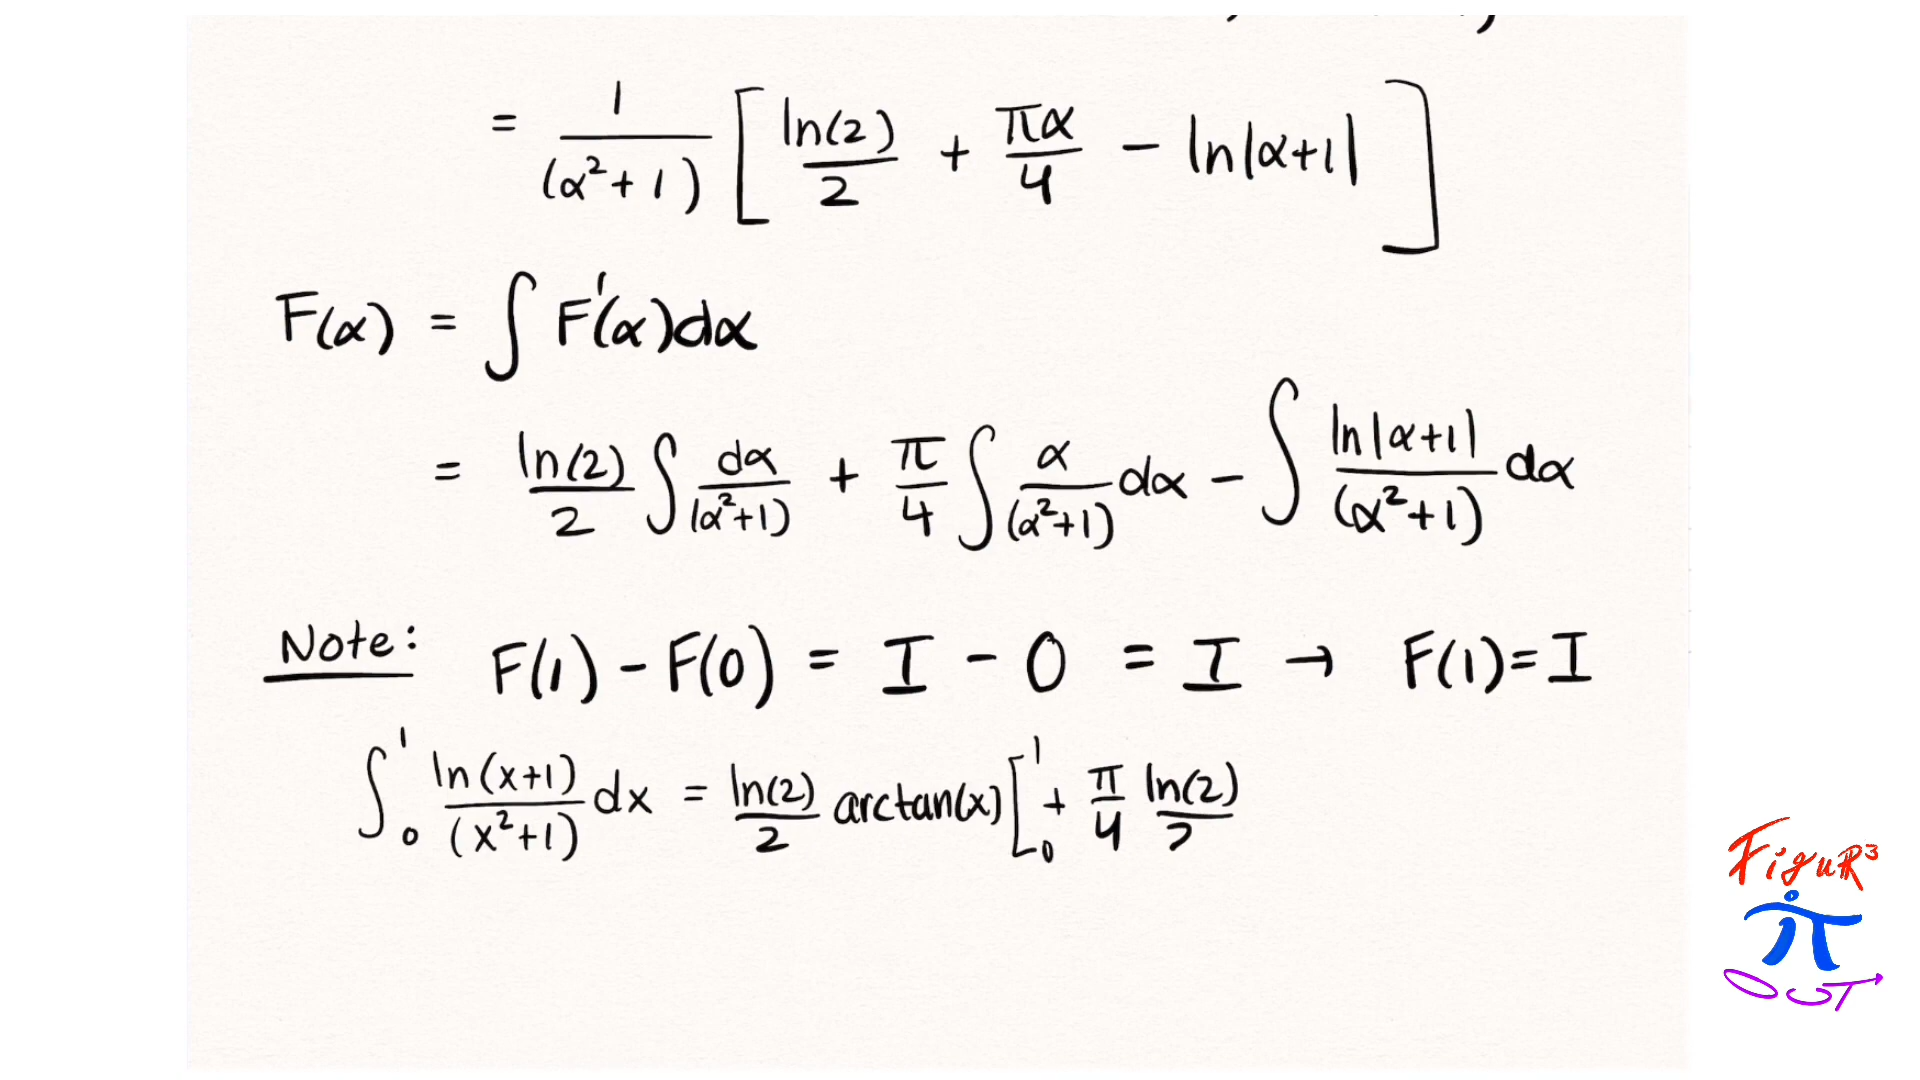 = 1/(α²+1) [ ln(2)/2 + πα/4 - ln|α+1| ]
F(α) = ∫ F'(α)dα
= ln(2)/2 ∫ dα/(α²+1) + π/4 ∫ α/(α²+1) dα - ∫ ln|α+1|/(α²+1) dα
Note: F(1) - F(0) = I - 0 = I → F(1) = I
∫₀¹ ln(x+1)/(x²+1) dx = ln(2)/2 arctan(x) [₀¹ + π/4 ln(2)/2
FiguR³
iπ
OUT